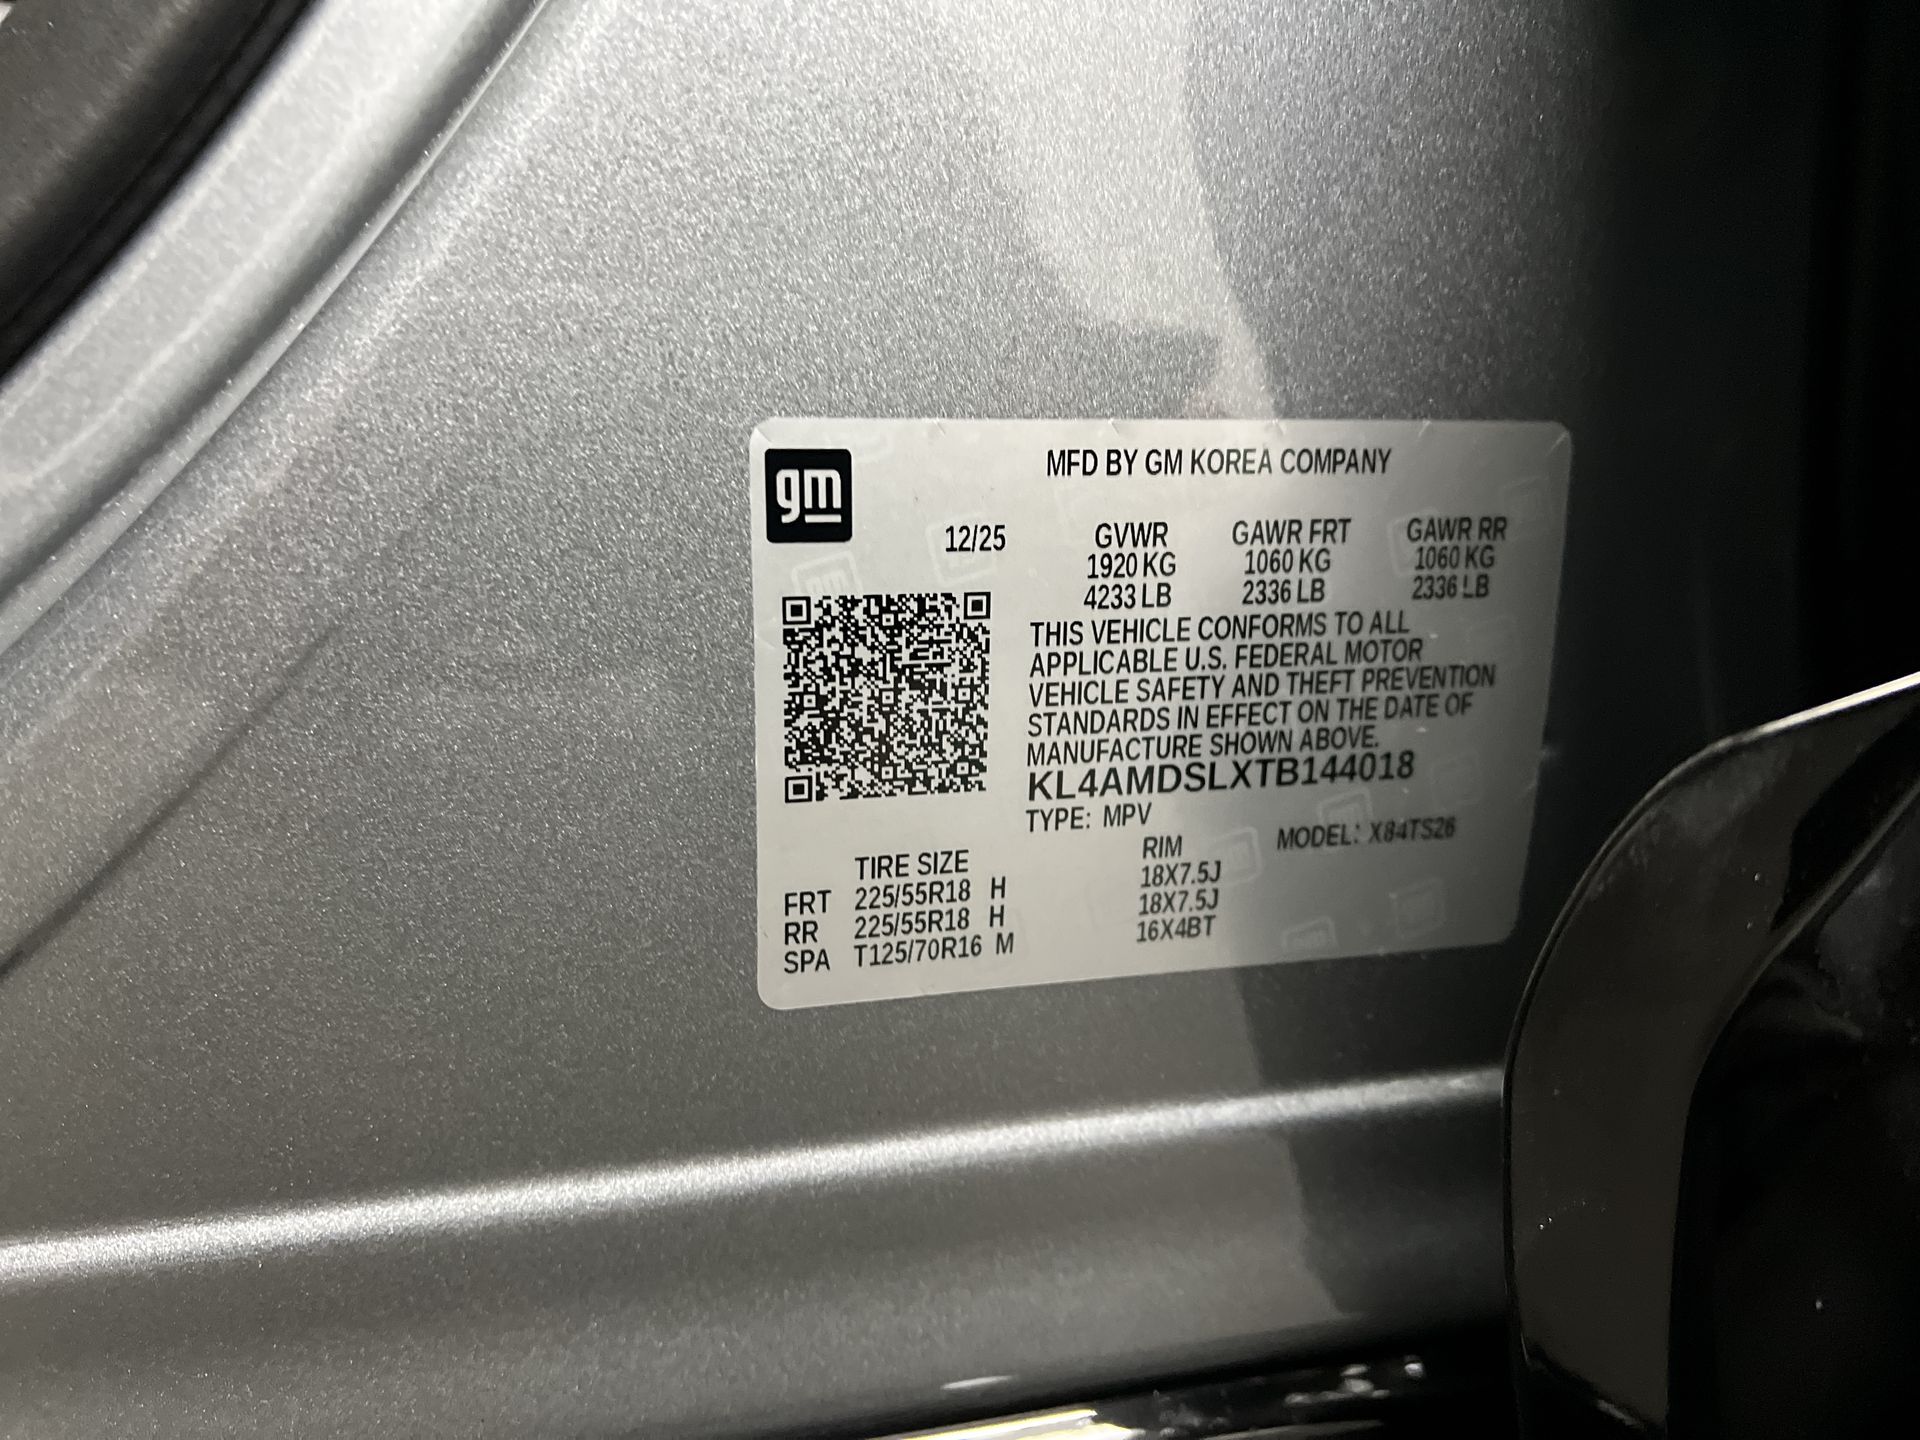 gm
MFD BY GM KOREA COMPANY
12/25 GVWR GAWR FRT GAWR RR
1920 KG 1060 KG 1060 KG
4233 LB 2336 LB 2336 LB
THIS VEHICLE CONFORMS TO ALL
APPLICABLE U.S. FEDERAL MOTOR
VEHICLE SAFETY AND THEFT PREVENTION
STANDARDS IN EFFECT ON THE DATE OF
MANUFACTURE SHOWN ABOVE.
KL4AMDSLXTB144018
TYPE: MPV
MODEL: X84TS26
TIRE SIZE RIM
FRT 225/55R18 H 18X7.5J
RR 225/55R18 H 18X7.5J
SPA T125/70R16 M 16X4BT